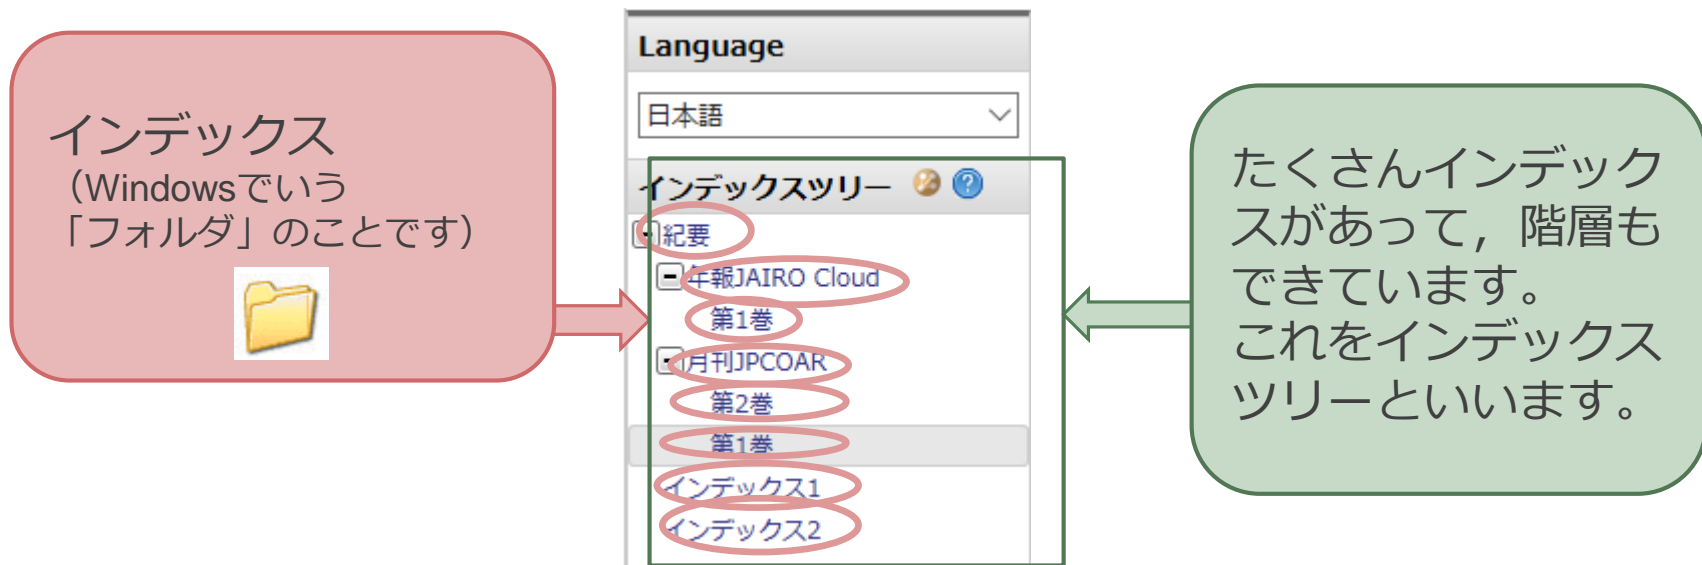 インデックス
（Windowsでいう
「フォルダ」のことです）
Language
日本語
インデックスツリー
紀要
年報JAIRO Cloud
第1巻
月刊JPCOAR
第2巻
第1巻
インデックス1
インデックス2
たくさんインデック
スがあって，階層も
できています。
これをインデックス
ツリーといいます。